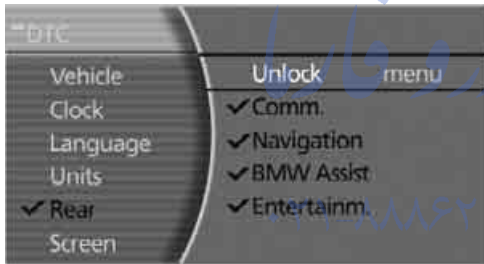 DTC
Vehicle
Clock
Language
Units
✔ Rear
Screen
Unlock menu
✔ Comm.
✔ Navigation
✔ BMW Assist
✔ Entertainm.